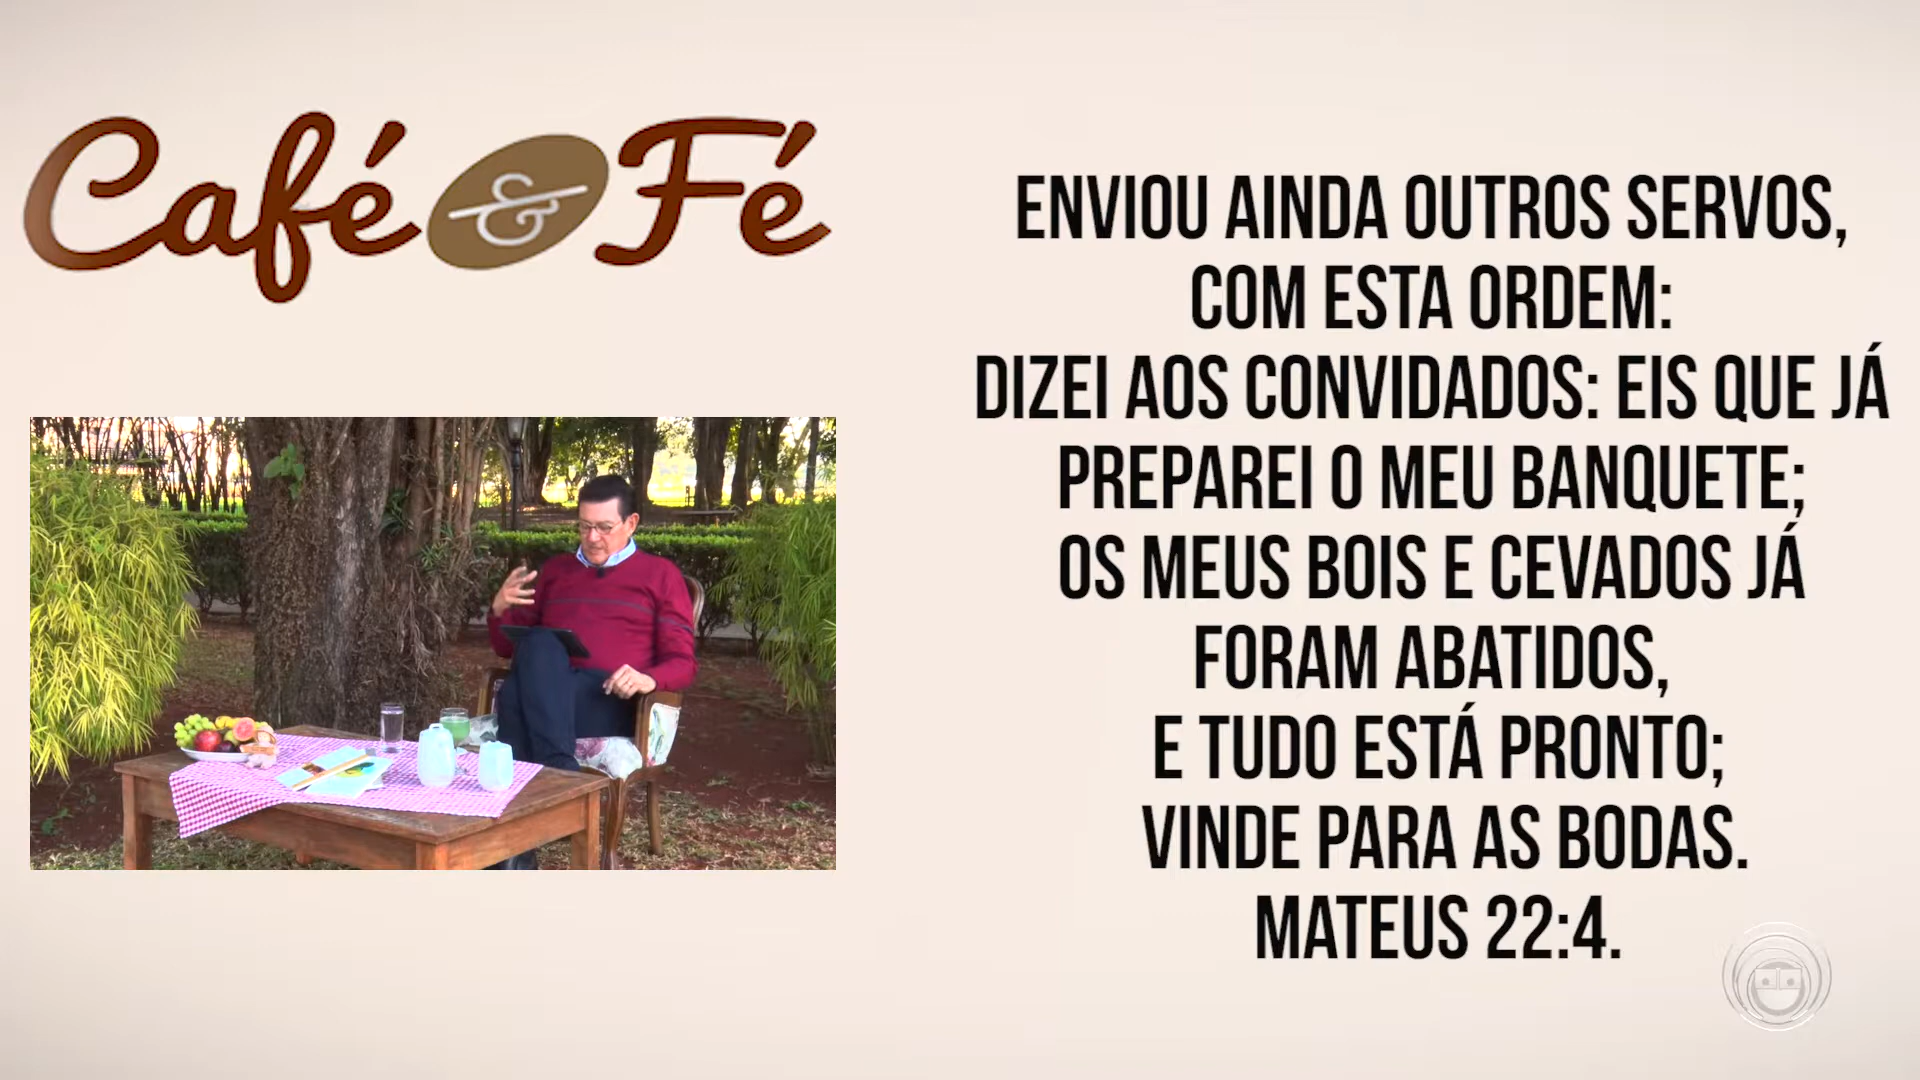 Café & Fé
ENVIOU AINDA OUTROS SERVOS,
COM ESTA ORDEM:
DIZEI AOS CONVIDADOS: EIS QUE JÁ
PREPAREI O MEU BANQUETE;
OS MEUS BOIS E CEVADOS JÁ
FORAM ABATIDOS,
E TUDO ESTÁ PRONTO;
VINDE PARA AS BODAS.
MATEUS 22:4.